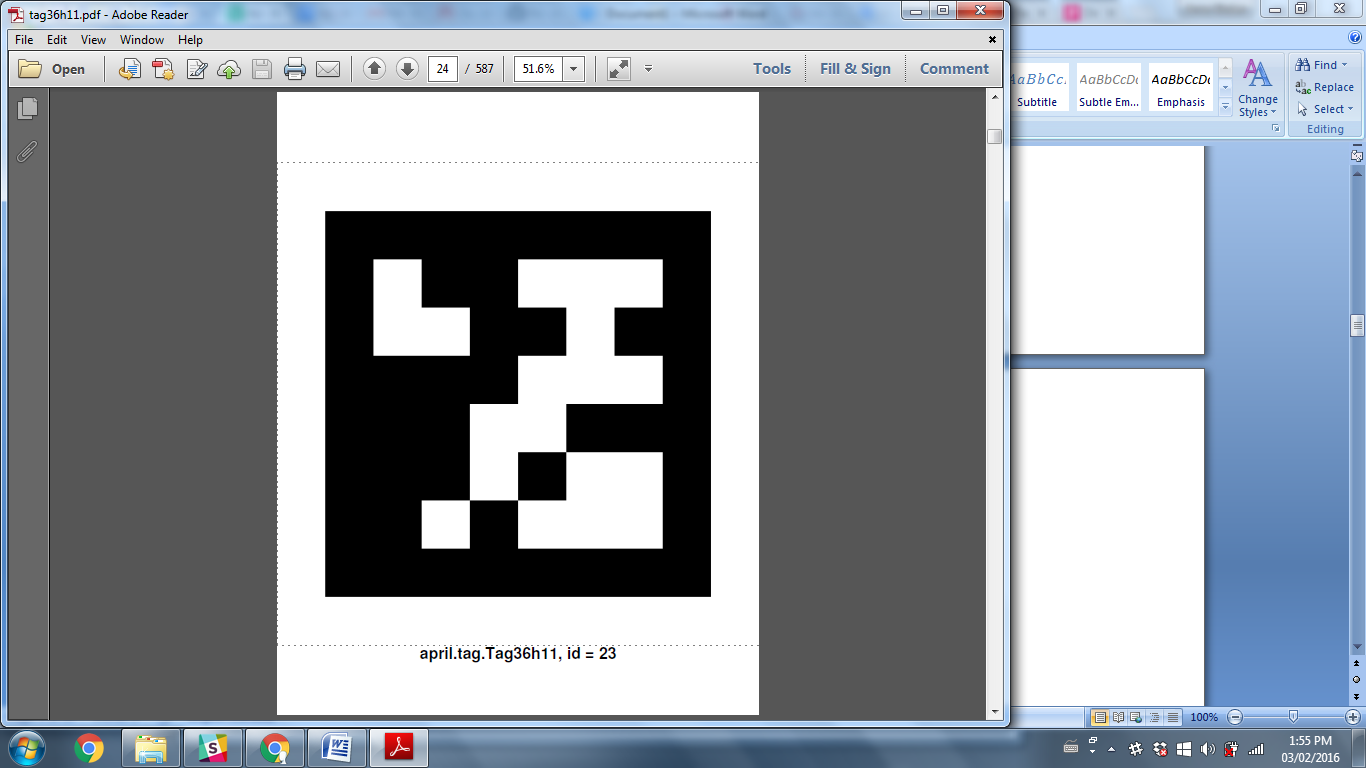 tag36h11.pdf - Adobe Reader
File Edit View Window Help
Open 24 / 587 51.6% Tools Fill & Sign Comment
april.tag.Tag36h11, id = 23
AaBbCc. AaBbCcDc AaBbCcDc
Subtitle Subtle Em... Emphasis
Change Styles
Find
Replace
Select
Editing
100%
1:55 PM
03/02/2016